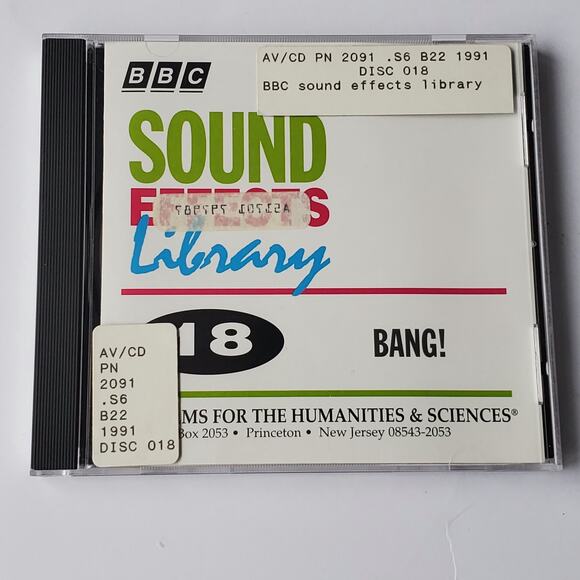 AV/CD PN 2091 .S6 B22 1991
DISC 018
BBC sound effects library
BBC
SOUND
EFFECTS
Library
18
BANG!
AV/CD
PN
2091
.S6
B22
1991
DISC 018
MS FOR THE HUMANITIES & SCIENCES®
Box 2053 • Princeton • New Jersey 08543-2053